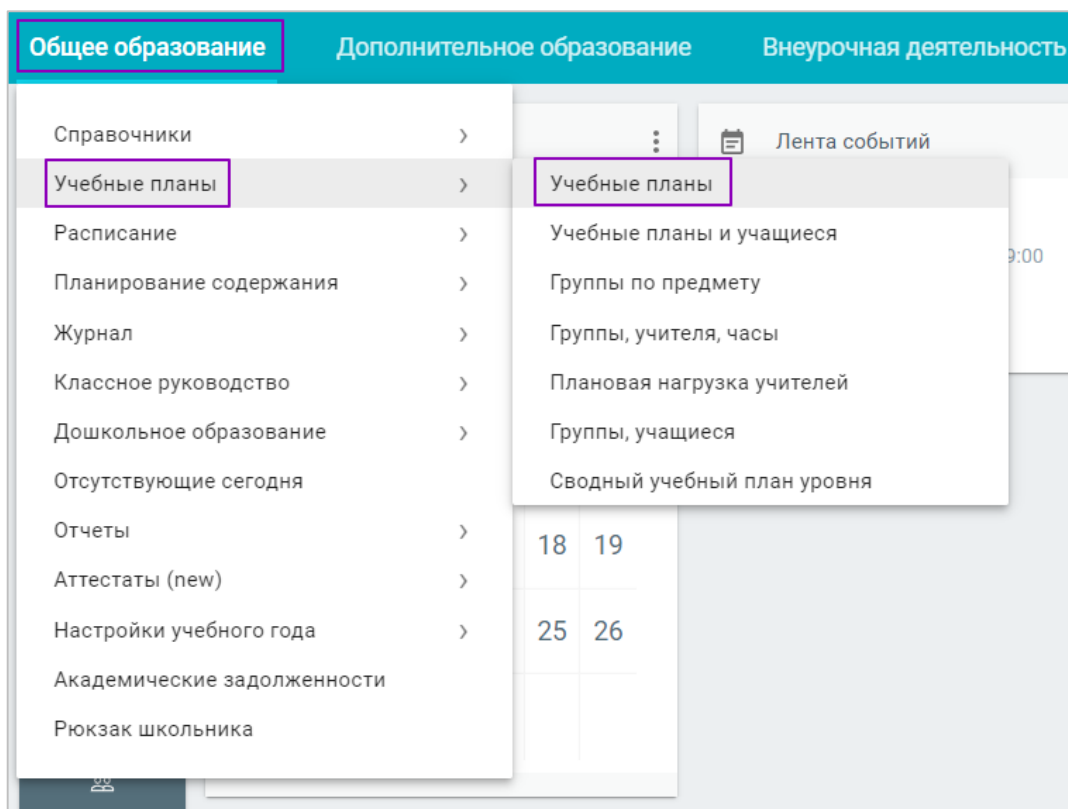 Общее образование
Дополнительное образование
Внеурочная деятельность
Справочники
Учебные планы
Расписание
Планирование содержания
Журнал
Классное руководство
Дошкольное образование
Отсутствующие сегодня
Отчеты
Аттестаты (new)
Настройки учебного года
Академические задолженности
Рюкзак школьника
Учебные планы
Учебные планы и учащиеся
Группы по предмету
Группы, учителя, часы
Плановая нагрузка учителей
Группы, учащиеся
Сводный учебный план уровня
Лента событий
9:00
18 19
25 26